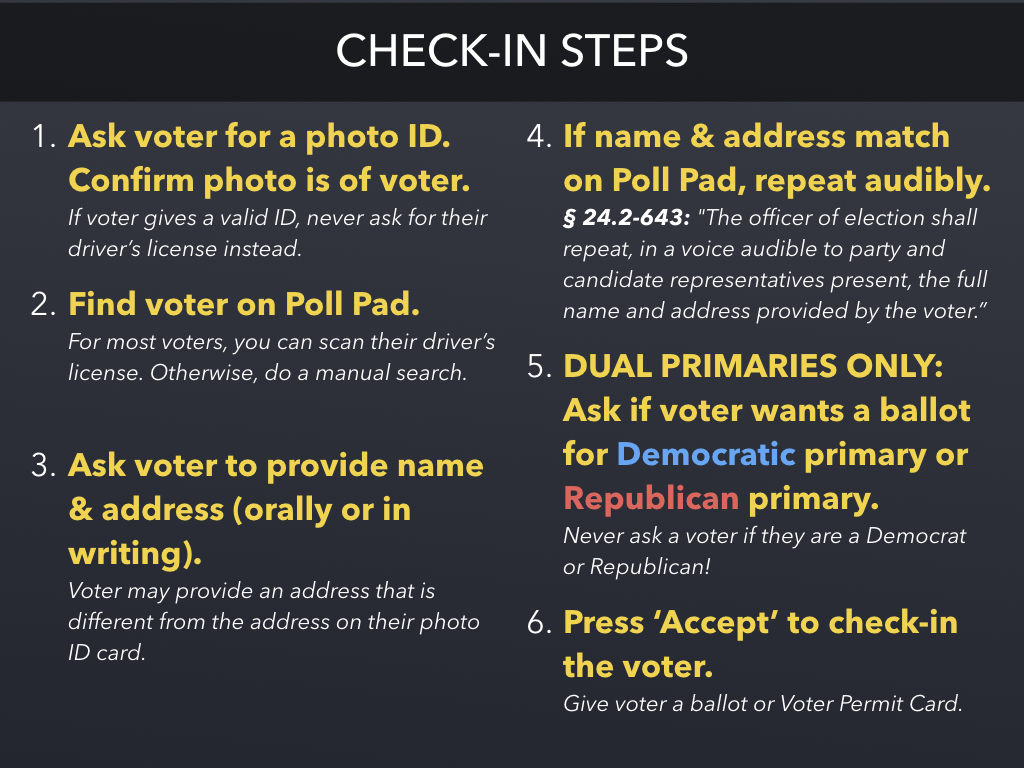 CHECK-IN STEPS
1. Ask voter for a photo ID.
Confirm photo is of voter.
If voter gives a valid ID, never ask for their
driver’s license instead.
2. Find voter on Poll Pad.
For most voters, you can scan their driver’s
license. Otherwise, do a manual search.
3. Ask voter to provide name
& address (orally or in
writing).
Voter may provide an address that is
different from the address on their photo
ID card.
4. If name & address match
on Poll Pad, repeat audibly.
§ 24.2-643: "The officer of election shall
repeat, in a voice audible to party and
candidate representatives present, the full
name and address provided by the voter.”
5. DUAL PRIMARIES ONLY:
Ask if voter wants a ballot
for Democratic primary or
Republican primary.
Never ask a voter if they are a Democrat
or Republican!
6. Press ‘Accept’ to check-in
the voter.
Give voter a ballot or Voter Permit Card.